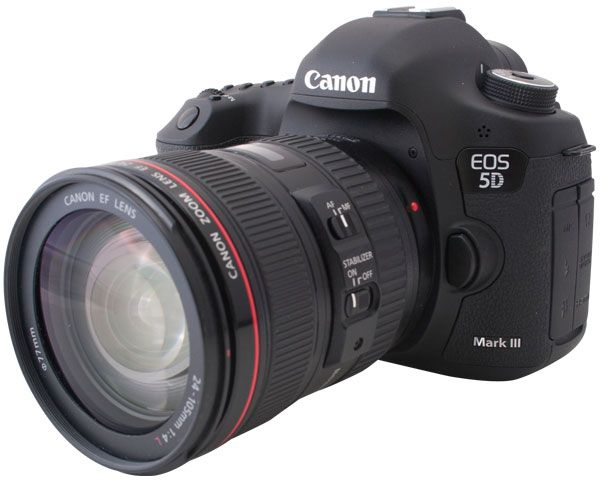 Canon
EOS
5D
Mark III
CANON ZOOM LENS EF
AF
MF
STABILIZER
ON
OFF
CANON EF LENS
24-105mm 1:4 L
Φ77mm